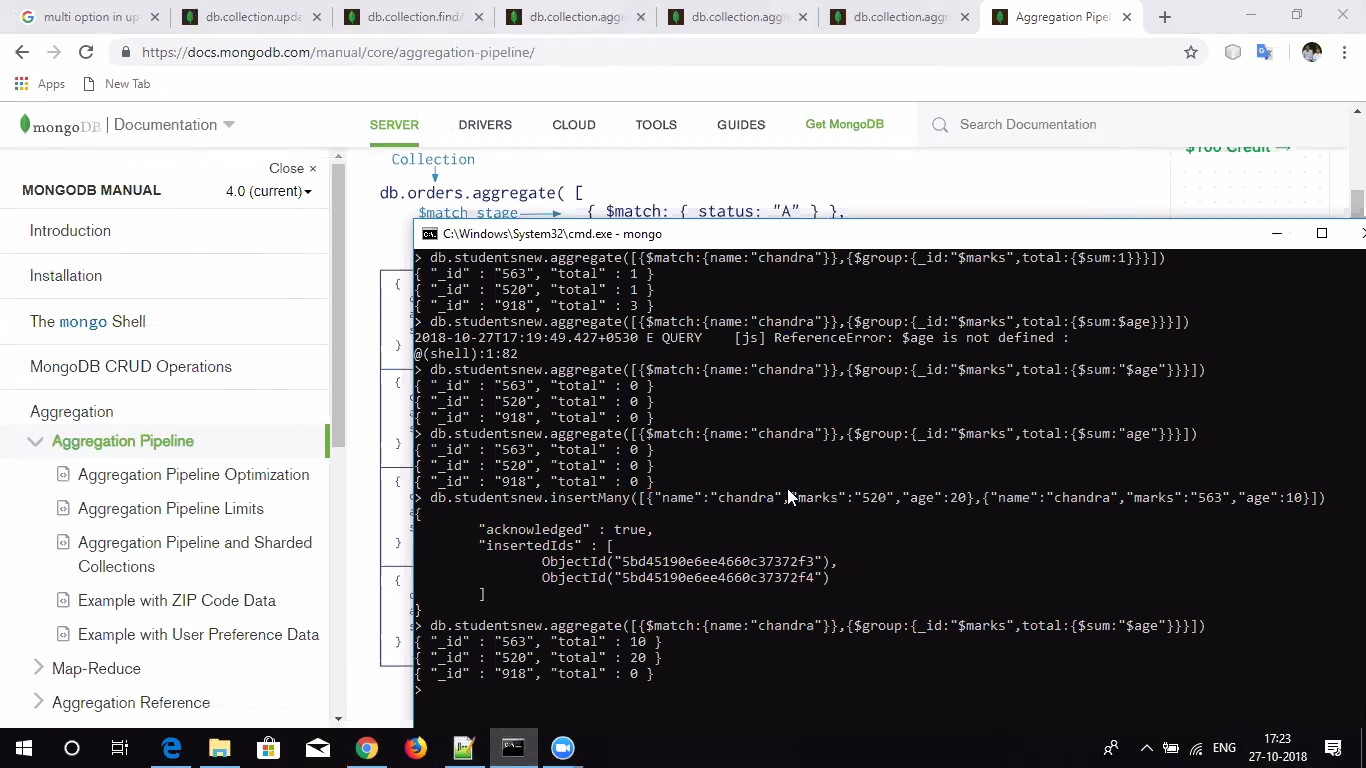 multi option in up
db.collection.upda
db.collection.find/
db.collection.aggr
db.collection.aggr
db.collection.aggr
Aggregation Pipel
https://docs.mongodb.com/manual/core/aggregation-pipeline/
Apps
New Tab
mongoDB | Documentation
SERVER
DRIVERS
CLOUD
TOOLS
GUIDES
Get MongoDB
Search Documentation
Close ×
MONGODB MANUAL
4.0 (current)
Introduction
Installation
The mongo Shell
MongoDB CRUD Operations
Aggregation
Aggregation Pipeline
Aggregation Pipeline Optimization
Aggregation Pipeline Limits
Aggregation Pipeline and Sharded
Collections
Example with ZIP Code Data
Example with User Preference Data
Map-Reduce
Aggregation Reference
Collection
db.orders.aggregate( [
$match stage
{ $match: { status: "A" } },
$100 Credit →
C:\Windows\System32\cmd.exe - mongo
> db.studentsnew.aggregate([{$match:{name:"chandra"}},{$group:{_id:"$marks",total:{$sum:1}}}])
{ "_id" : "563", "total" : 1 }
{ "_id" : "520", "total" : 1 }
{ "_id" : "918", "total" : 3 }
> db.studentsnew.aggregate([{$match:{name:"chandra"}},{$group:{_id:"$marks",total:{$sum:$age}}}])
2018-10-27T17:19:49.427+0530 E QUERY    [js] ReferenceError: $age is not defined :
@(shell):1:82
> db.studentsnew.aggregate([{$match:{name:"chandra"}},{$group:{_id:"$marks",total:{$sum:"$age"}}}])
{ "_id" : "563", "total" : 0 }
{ "_id" : "520", "total" : 0 }
{ "_id" : "918", "total" : 0 }
> db.studentsnew.aggregate([{$match:{name:"chandra"}},{$group:{_id:"$marks",total:{$sum:"age"}}}])
{ "_id" : "563", "total" : 0 }
{ "_id" : "520", "total" : 0 }
{ "_id" : "918", "total" : 0 }
> db.studentsnew.insertMany([{"name":"chandra","marks":"520","age":20},{"name":"chandra","marks":"563","age":10}])
{
"acknowledged" : true,
"insertedIds" : [
ObjectId("5bd45190e6ee4660c37372f3"),
ObjectId("5bd45190e6ee4660c37372f4")
]
}
> db.studentsnew.aggregate([{$match:{name:"chandra"}},{$group:{_id:"$marks",total:{$sum:"$age"}}}])
{ "_id" : "563", "total" : 10 }
{ "_id" : "520", "total" : 20 }
{ "_id" : "918", "total" : 0 }
>
ENG
17:23
27-10-2018